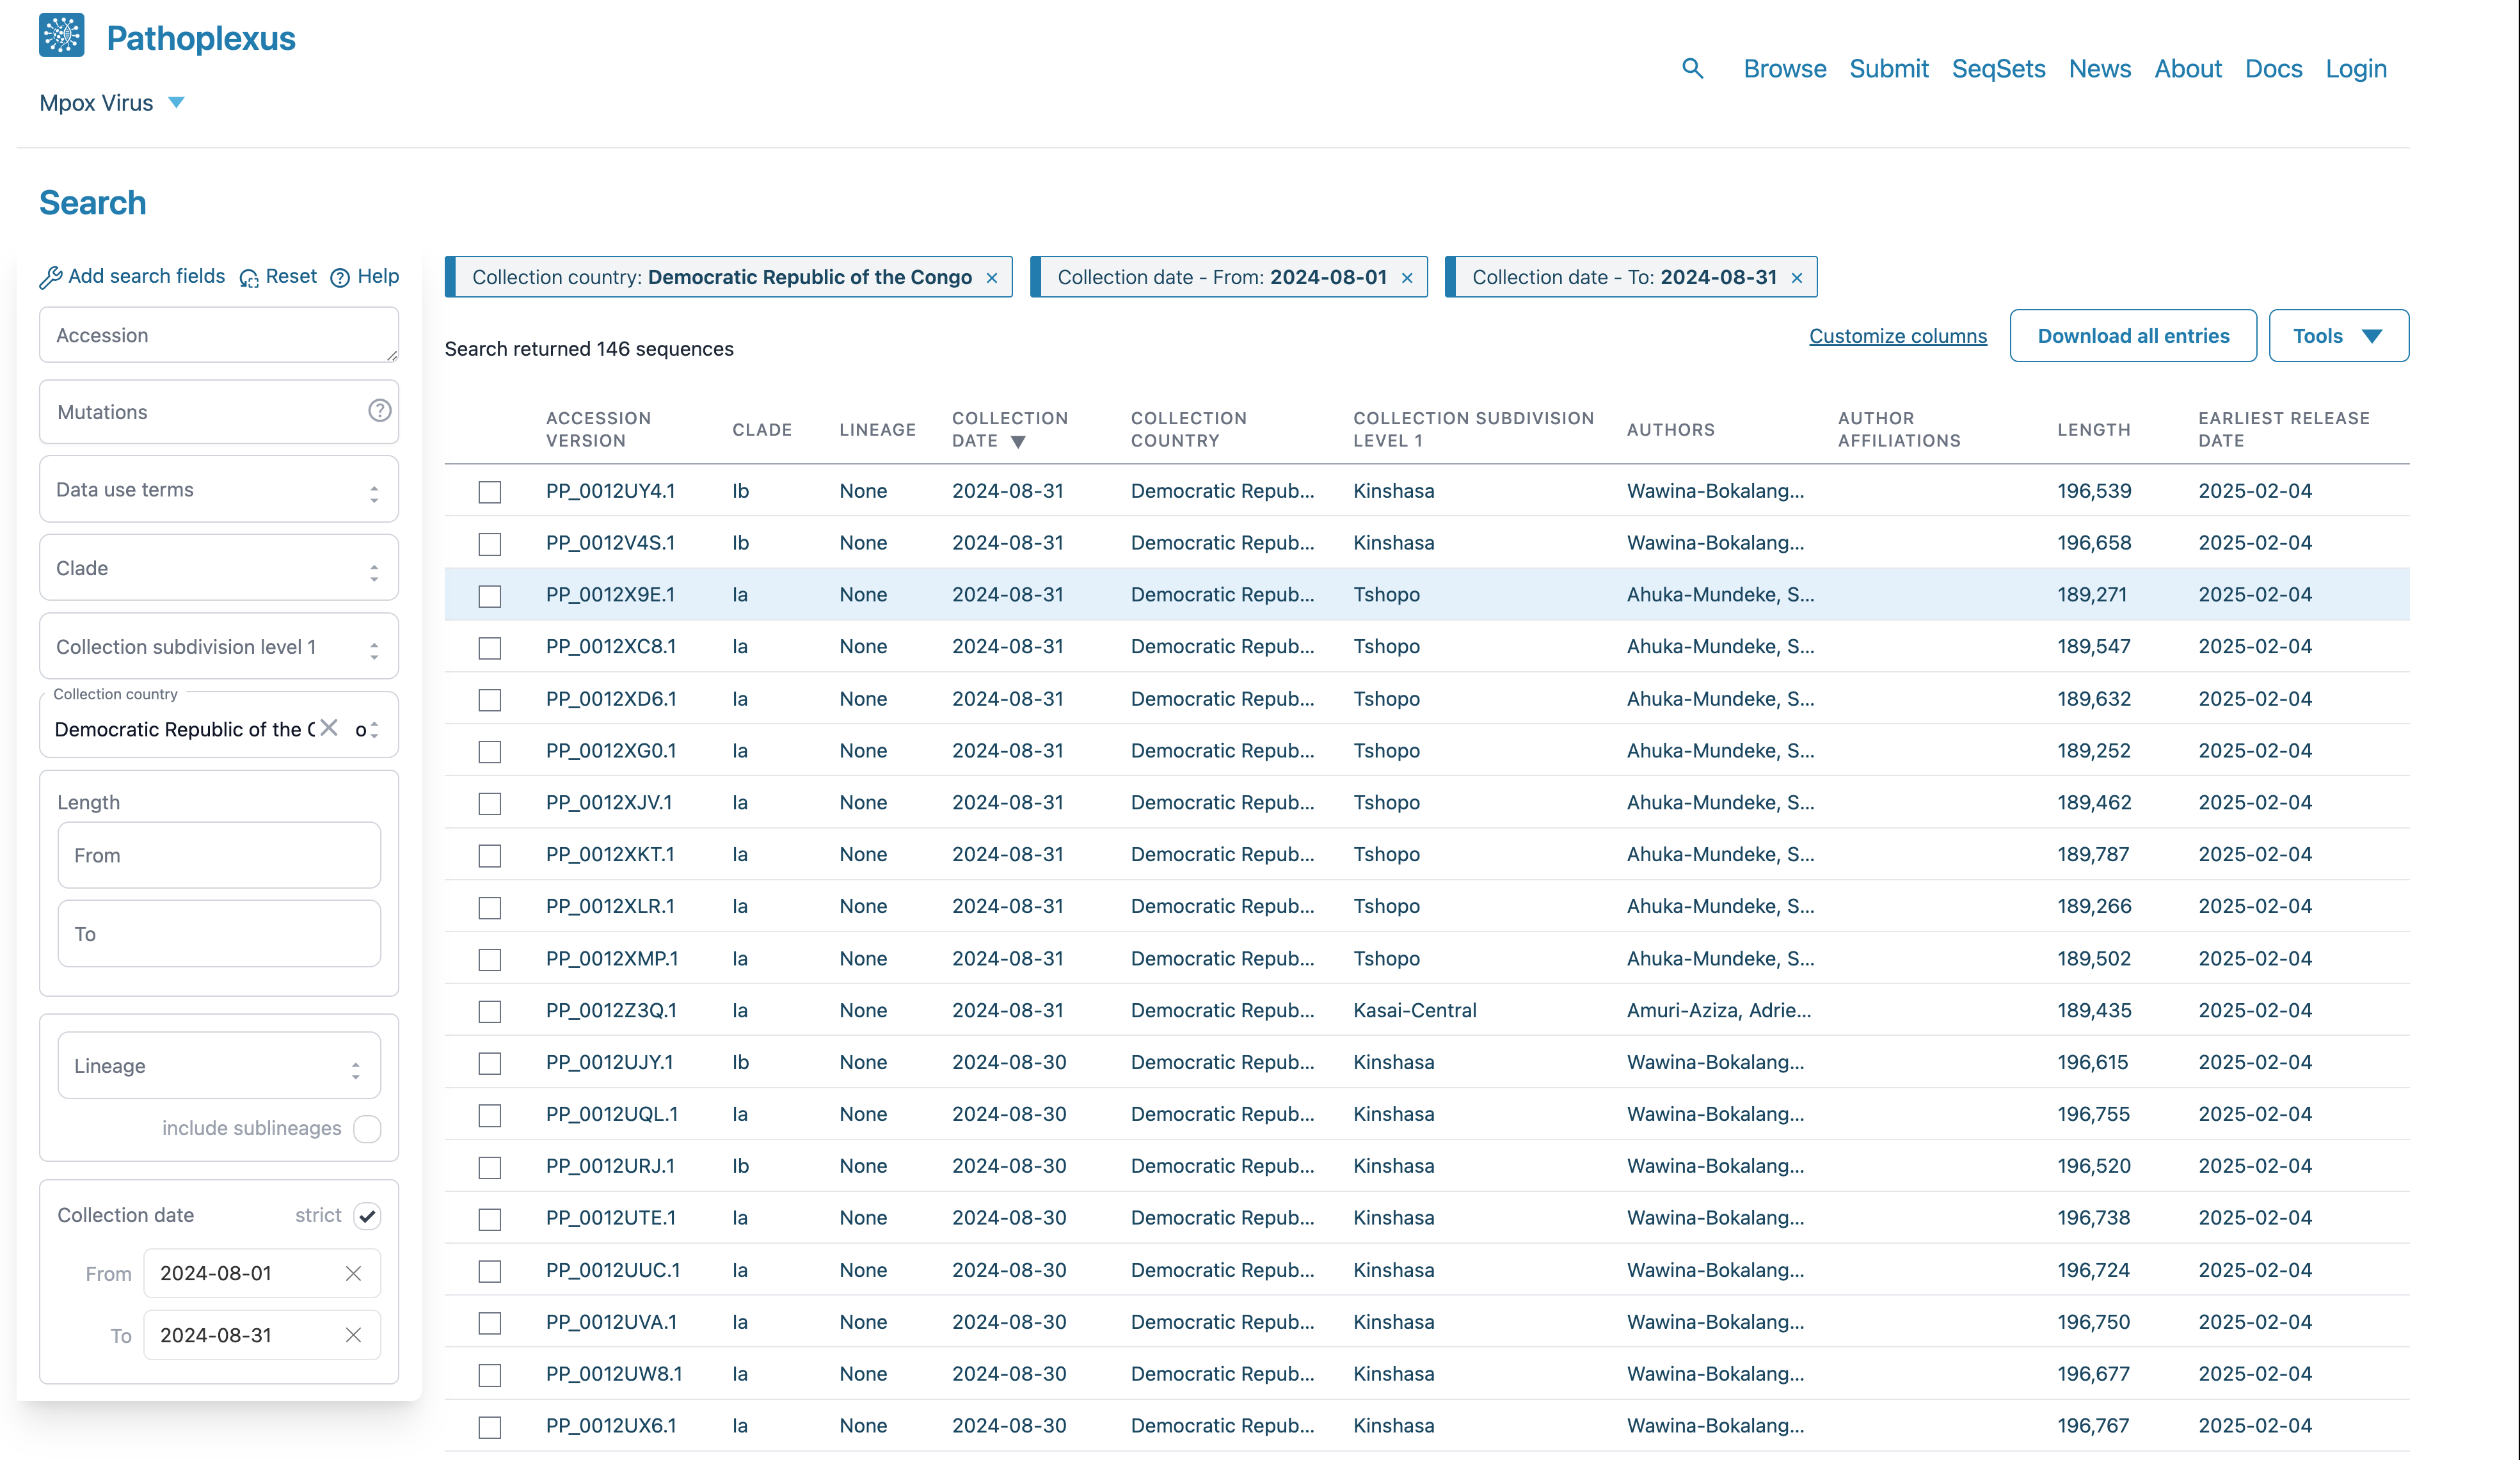 Pathoplexus
Mpox Virus
Browse Submit SeqSets News About Docs Login
Search
Add search fields Reset Help
Accession
Mutations
Data use terms
Clade
Collection subdivision level 1
Collection country
Democratic Republic of the C o
Length
From
To
Lineage
include sublineages
Collection date strict
From 2024-08-01
To 2024-08-31
Collection country: Democratic Republic of the Congo × Collection date - From: 2024-08-01 × Collection date - To: 2024-08-31 ×
Search returned 146 sequences
Customize columns Download all entries Tools
ACCESSION VERSION CLADE LINEAGE COLLECTION DATE COLLECTION COUNTRY COLLECTION SUBDIVISION LEVEL 1 AUTHORS AUTHOR AFFILIATIONS LENGTH EARLIEST RELEASE DATE
PP_0012UY4.1 Ib None 2024-08-31 Democratic Repub... Kinshasa Wawina-Bokalang... 196,539 2025-02-04
PP_0012V4S.1 Ib None 2024-08-31 Democratic Repub... Kinshasa Wawina-Bokalang... 196,658 2025-02-04
PP_0012X9E.1 Ia None 2024-08-31 Democratic Repub... Tshopo Ahuka-Mundeke, S... 189,271 2025-02-04
PP_0012XC8.1 Ia None 2024-08-31 Democratic Repub... Tshopo Ahuka-Mundeke, S... 189,547 2025-02-04
PP_0012XD6.1 Ia None 2024-08-31 Democratic Repub... Tshopo Ahuka-Mundeke, S... 189,632 2025-02-04
PP_0012XG0.1 Ia None 2024-08-31 Democratic Repub... Tshopo Ahuka-Mundeke, S... 189,252 2025-02-04
PP_0012XJV.1 Ia None 2024-08-31 Democratic Repub... Tshopo Ahuka-Mundeke, S... 189,462 2025-02-04
PP_0012XKT.1 Ia None 2024-08-31 Democratic Repub... Tshopo Ahuka-Mundeke, S... 189,787 2025-02-04
PP_0012XLR.1 Ia None 2024-08-31 Democratic Repub... Tshopo Ahuka-Mundeke, S... 189,266 2025-02-04
PP_0012XMP.1 Ia None 2024-08-31 Democratic Repub... Tshopo Ahuka-Mundeke, S... 189,502 2025-02-04
PP_0012Z3Q.1 Ia None 2024-08-31 Democratic Repub... Kasai-Central Amuri-Aziza, Adrie... 189,435 2025-02-04
PP_0012UJY.1 Ib None 2024-08-30 Democratic Repub... Kinshasa Wawina-Bokalang... 196,615 2025-02-04
PP_0012UQL.1 Ia None 2024-08-30 Democratic Repub... Kinshasa Wawina-Bokalang... 196,755 2025-02-04
PP_0012URJ.1 Ib None 2024-08-30 Democratic Repub... Kinshasa Wawina-Bokalang... 196,520 2025-02-04
PP_0012UTE.1 Ia None 2024-08-30 Democratic Repub... Kinshasa Wawina-Bokalang... 196,738 2025-02-04
PP_0012UUC.1 Ia None 2024-08-30 Democratic Repub... Kinshasa Wawina-Bokalang... 196,724 2025-02-04
PP_0012UVA.1 Ia None 2024-08-30 Democratic Repub... Kinshasa Wawina-Bokalang... 196,750 2025-02-04
PP_0012UW8.1 Ia None 2024-08-30 Democratic Repub... Kinshasa Wawina-Bokalang... 196,677 2025-02-04
PP_0012UX6.1 Ia None 2024-08-30 Democratic Repub... Kinshasa Wawina-Bokalang... 196,767 2025-02-04